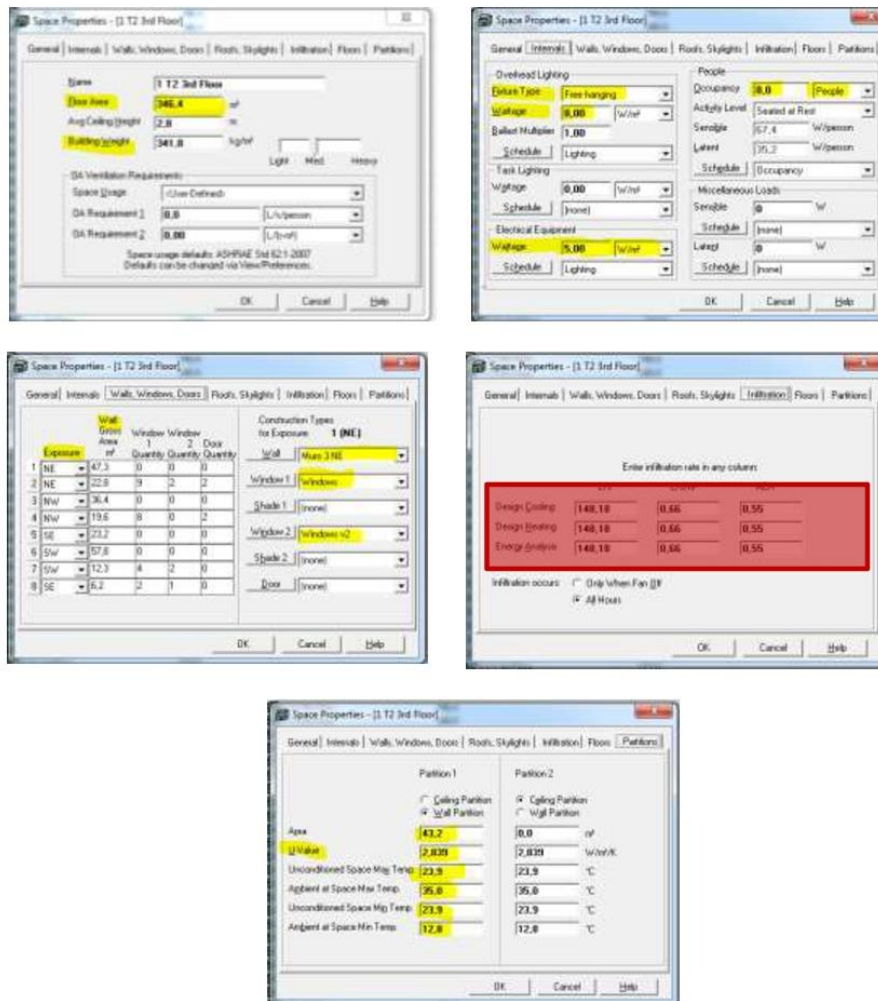 Space Properties - [1 T2 3rd Floor]
General Internals Walls, Windows, Doors Roofs, Skylights Infiltration Floors Partitions
Name 1 T2 3rd Floor
Floor Area 346,4 m²
Avg Ceiling Height 2,8 m
Building Weight 341,8 kg/m²
Light Med. Heavy
OA Ventilation Requirements
Space Usage <User-Defined>
OA Requirement 1 0,0 L/s/person
OA Requirement 2 0,00 L/(s-m²)
Space usage defaults: ASHRAE Std 62.1-2007
Defaults can be changed via View/Preferences.
OK Cancel Help
Space Properties - [1 T2 3rd Floor]
General Internals Walls, Windows, Doors Roofs, Skylights Infiltration Floors Partitions
Overhead Lighting
Fixture Type Free hanging
Wattage 8,00 W/m²
Ballast Multiplier 1,00
Schedule Lighting
Task Lighting
Wattage 0,00 W/m²
Schedule (none)
Electrical Equipment
Wattage 5,00 W/m²
Schedule Lighting
People
Occupancy 8,0 People
Activity Level Seated at Rest
Sensible 67,4 W/person
Latent 35,2 W/person
Schedule Occupancy
Miscellaneous Loads
Sensible 0 W
Schedule (none)
Latent 0 W
Schedule (none)
OK Cancel Help
Space Properties - [1 T2 3rd Floor]
General Internals Walls, Windows, Doors Roofs, Skylights Infiltration Floors Partitions
Exposure Wall Gross Area m² Window 1 Quantity Window 2 Quantity Door Quantity
1 NE 47,3 0 0 0
2 NE 22,8 9 2 2
3 NW 36,4 0 0 0
4 NW 19,6 8 0 2
5 SE 23,2 0 0 0
6 SW 57,8 0 0 0
7 SW 12,3 4 2 0
8 SE 6,2 2 1 0
Construction Types
for Exposure: 1 (NE)
Wall Muro 3 NE
Window 1 Windows
Shade 1 (none)
Window 2 Windows v2
Shade 2 (none)
Door (none)
OK Cancel Help
Space Properties - [1 T2 3rd Floor]
General Internals Walls, Windows, Doors Roofs, Skylights Infiltration Floors Partitions
Enter infiltration rate in any column:
Design Cooling 148,18 0,66 0,55
Design Heating 148,18 0,66 0,55
Energy Analysis 148,18 0,66 0,55
Infiltration occurs: Only When Fan Off
All Hours
OK Cancel Help
Space Properties - [1 T2 3rd Floor]
General Internals Walls, Windows, Doors Roofs, Skylights Infiltration Floors Partitions
Partition 1 Partition 2
Ceiling Partition Ceiling Partition
Wall Partition Wall Partition
Area 43,2 0,0 m²
U-Value 2,839 2,839 W/m²/K
Unconditioned Space Max Temp. 23,9 23,9 °C
Ambient at Space Max Temp. 35,0 35,0 °C
Unconditioned Space Min Temp. 23,9 23,9 °C
Ambient at Space Min Temp. 12,8 12,8 °C
OK Cancel Help